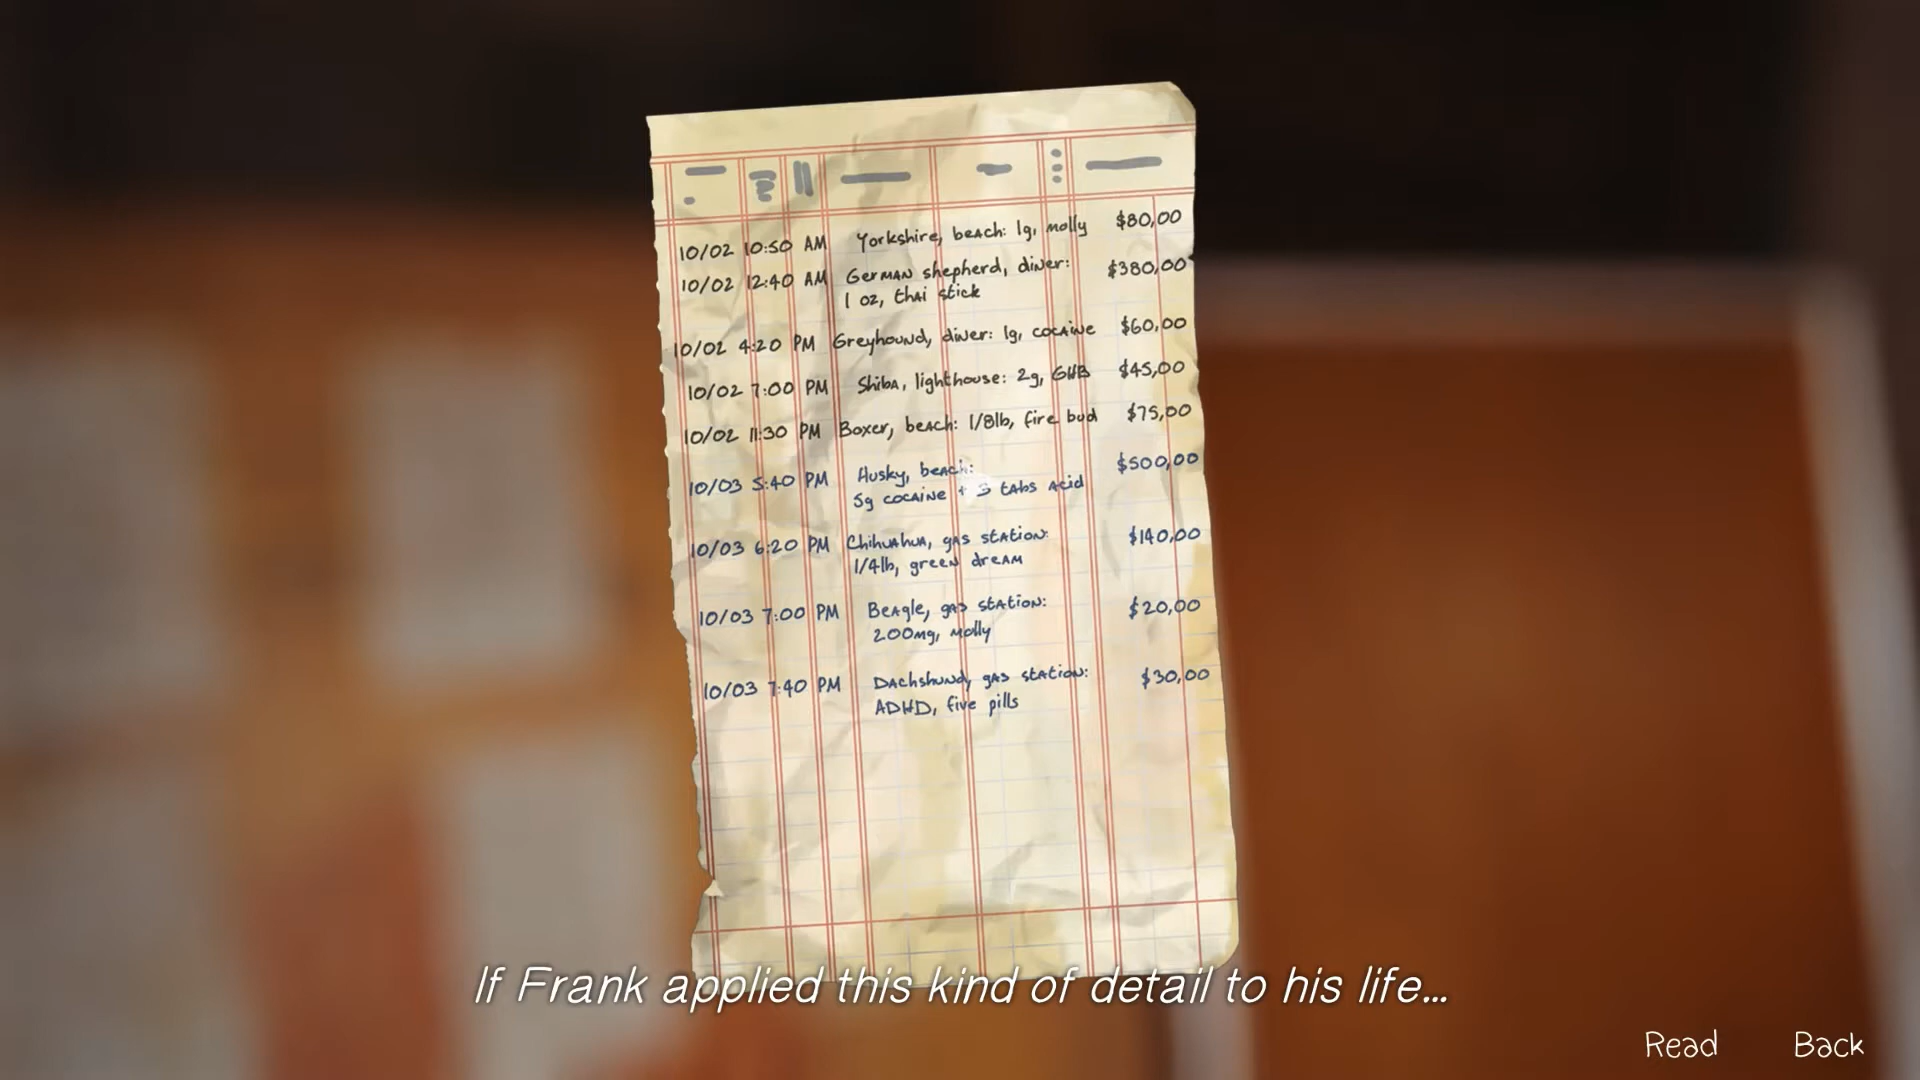 10/02 10:50 AM Yorkshire, beach: 1g, molly $80,00
10/02 12:40 AM German shepherd, diner: $380,00
1 oz, thai stick
10/02 4:20 PM Greyhound, diner: 1g, cocaine $60,00
10/02 7:00 PM Shiba, lighthouse: 2g, GHB $45,00
10/02 11:30 PM Boxer, beach: 1/8lb, fire bud $75,00
10/03 5:40 PM Husky, beach: $500,00
5g cocaine + 3 tabs acid
10/03 6:20 PM Chihuahua, gas station: $140,00
1/4lb, green dream
10/03 7:00 PM Beagle, gas station: $20,00
200mg, molly
10/03 7:40 PM Dachshund, gas station: $30,00
ADHD, five pills
If Frank applied this kind of detail to his life...
Read Back